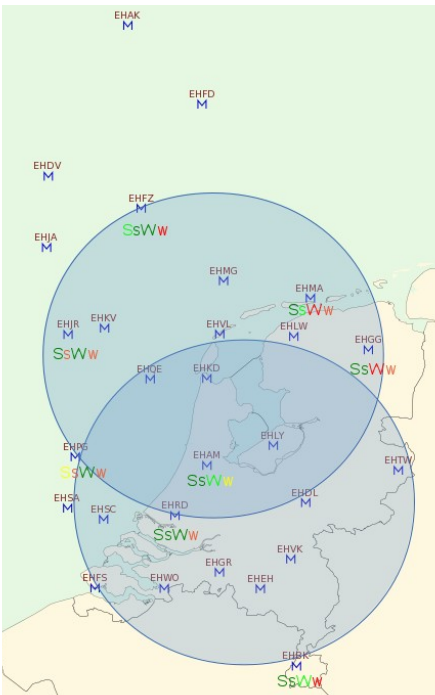 EHAK
M
EHFD
M
EHDV
M
EHFZ
M
SsWw
EHJA
M
EHMG
M
EHMA
M
SsWw
EHKV
M
EHJR
M
SsWw
EHVL
M
EHLW
M
EHGG
M
SsWw
EHQE
M
EHKD
M
EHLY
M
EHPG
M
SsWw
EHAM
M
SsWw
EHTW
M
EHSA
M
EHSC
M
EHRD
M
SsWw
EHDL
M
EHVK
M
EHGR
M
EHFS
M
EHWO
M
EHEH
M
EHBK
M
SsWw